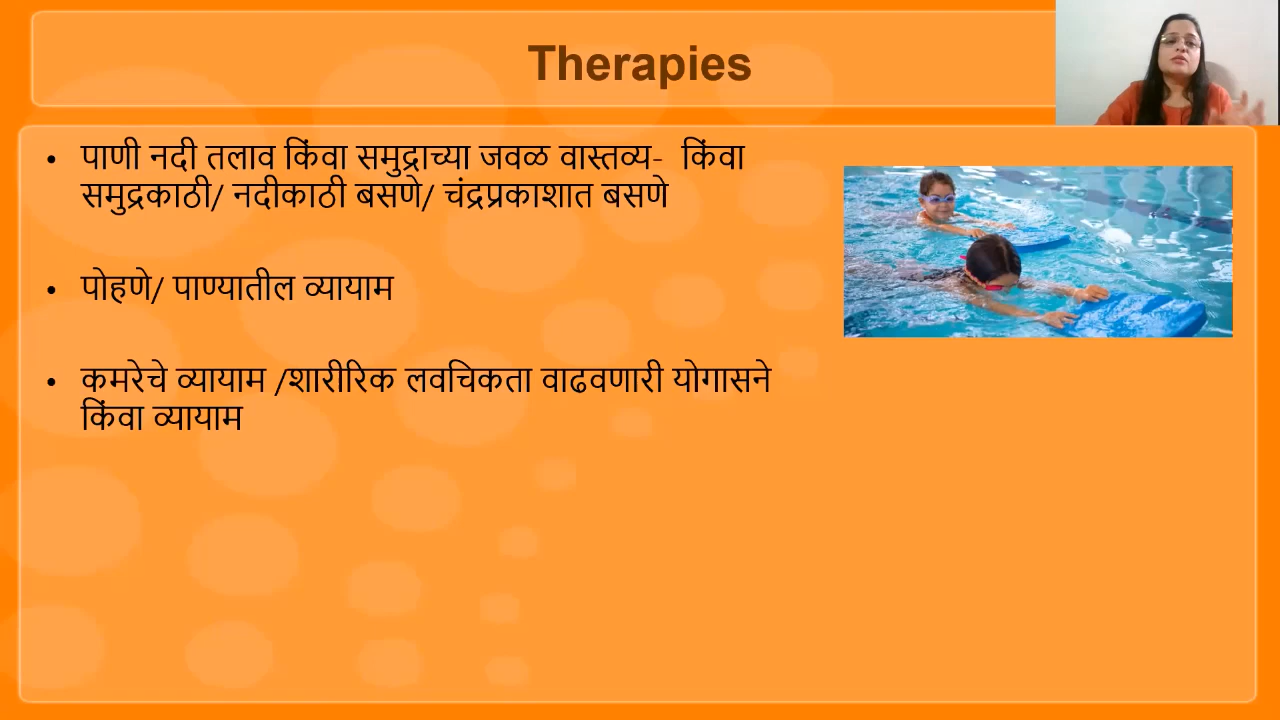 Therapies
• पाणी नदी तलाव किंवा समुद्राच्या जवळ वास्तव्य- किंवा
समुद्रकाठी/ नदीकाठी बसणे/ चंद्रप्रकाशात बसणे
• पोहणे/ पाण्यातील व्यायाम
• कमरेचे व्यायाम /शारीरिक लवचिकता वाढवणारी योगासने
किंवा व्यायाम